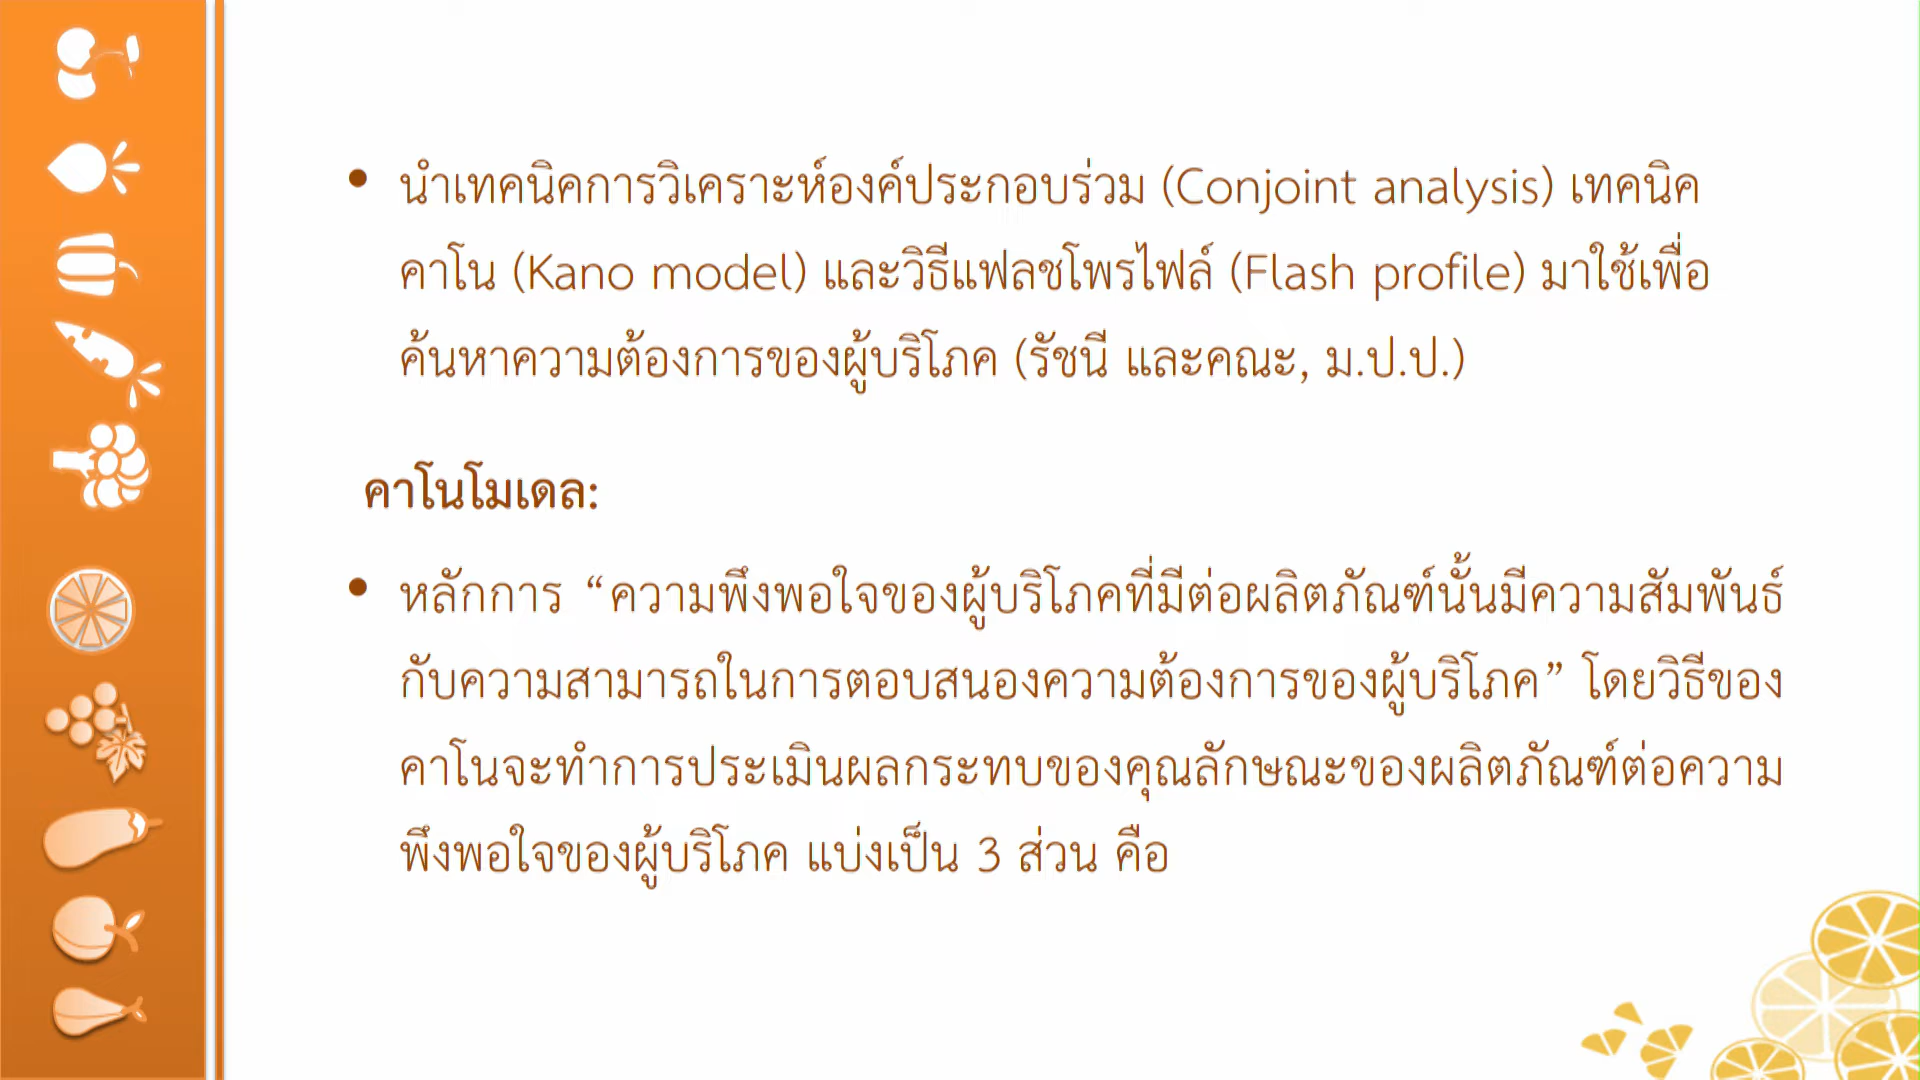 • นำเทคนิคการวิเคราะห์องค์ประกอบร่วม (Conjoint analysis) เทคนิค
คาโน (Kano model) และวิธีแฟลชโพรไฟล์ (Flash profile) มาใช้เพื่อ
ค้นหาความต้องการของผู้บริโภค (รัชนี และคณะ, ม.ป.ป.)
คาโนโมเดล:
• หลักการ “ความพึงพอใจของผู้บริโภคที่มีต่อผลิตภัณฑ์นั้นมีความสัมพันธ์
กับความสามารถในการตอบสนองความต้องการของผู้บริโภค” โดยวิธีของ
คาโนจะทำการประเมินผลกระทบของคุณลักษณะของผลิตภัณฑ์ต่อความ
พึงพอใจของผู้บริโภค แบ่งเป็น 3 ส่วน คือ